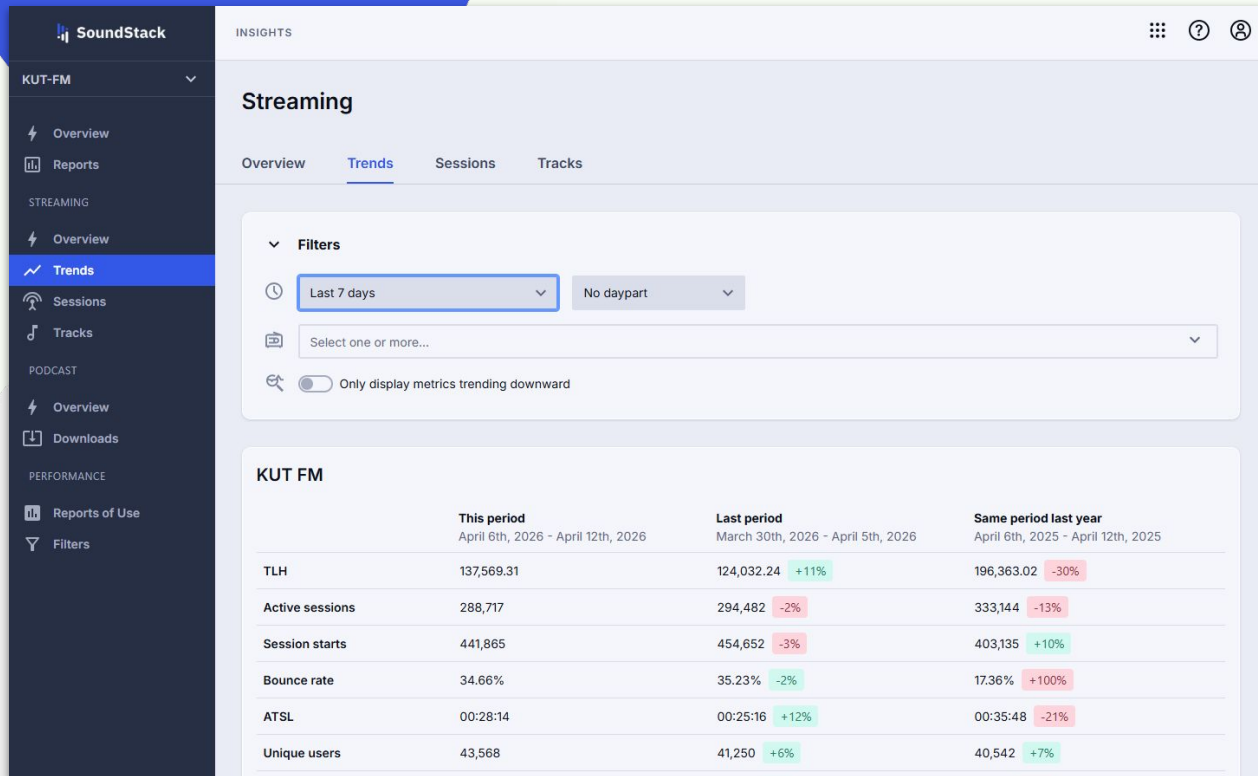 SoundStack
INSIGHTS
KUT-FM
Overview
Reports
STREAMING
Overview
Trends
Sessions
Tracks
PODCAST
Overview
Downloads
PERFORMANCE
Reports of Use
Filters
Streaming
Overview Trends Sessions Tracks
Filters
Last 7 days No daypart
Select one or more...
Only display metrics trending downward
KUT FM
This period Last period Same period last year
April 6th, 2026 - April 12th, 2026 March 30th, 2026 - April 5th, 2026 April 6th, 2025 - April 12th, 2025
TLH 137,569.31 124,032.24 +11% 196,363.02 -30%
Active sessions 288,717 294,482 -2% 333,144 -13%
Session starts 441,865 454,652 -3% 403,135 +10%
Bounce rate 34.66% 35.23% -2% 17.36% +100%
ATSL 00:28:14 00:25:16 +12% 00:35:48 -21%
Unique users 43,568 41,250 +6% 40,542 +7%